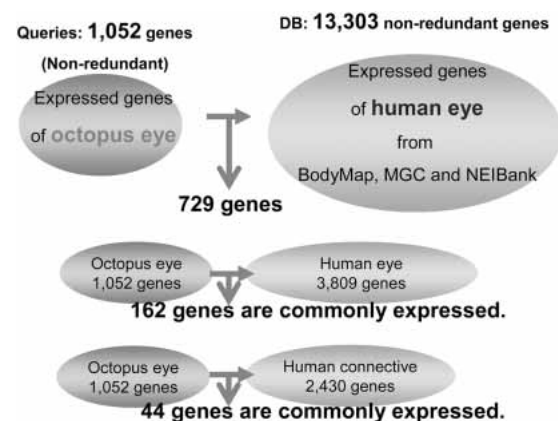 Queries: 1,052 genes
(Non-redundant)
Expressed genes
of octopus eye
DB: 13,303 non-redundant genes
Expressed genes
of human eye
from
BodyMap, MGC and NEIBank
729 genes
Octopus eye
1,052 genes
Human eye
3,809 genes
162 genes are commonly expressed.
Octopus eye
1,052 genes
Human connective
2,430 genes
44 genes are commonly expressed.